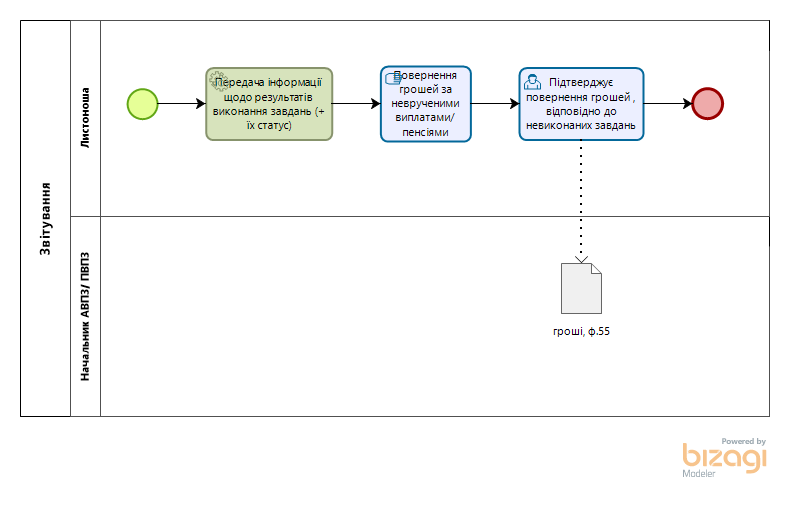 Звітування
Листоноша
Передача інформації
щодо результатів
виконання завдань (+
їх статус)
Повернення
грошей за
неврученими
виплатами/
пенсіями
Підтверджує
повернення грошей ,
відповідно до
невиконаних завдань
Начальник АВПЗ/ ПВПЗ
гроші, ф.55
Powered by
bizagi
Modeler